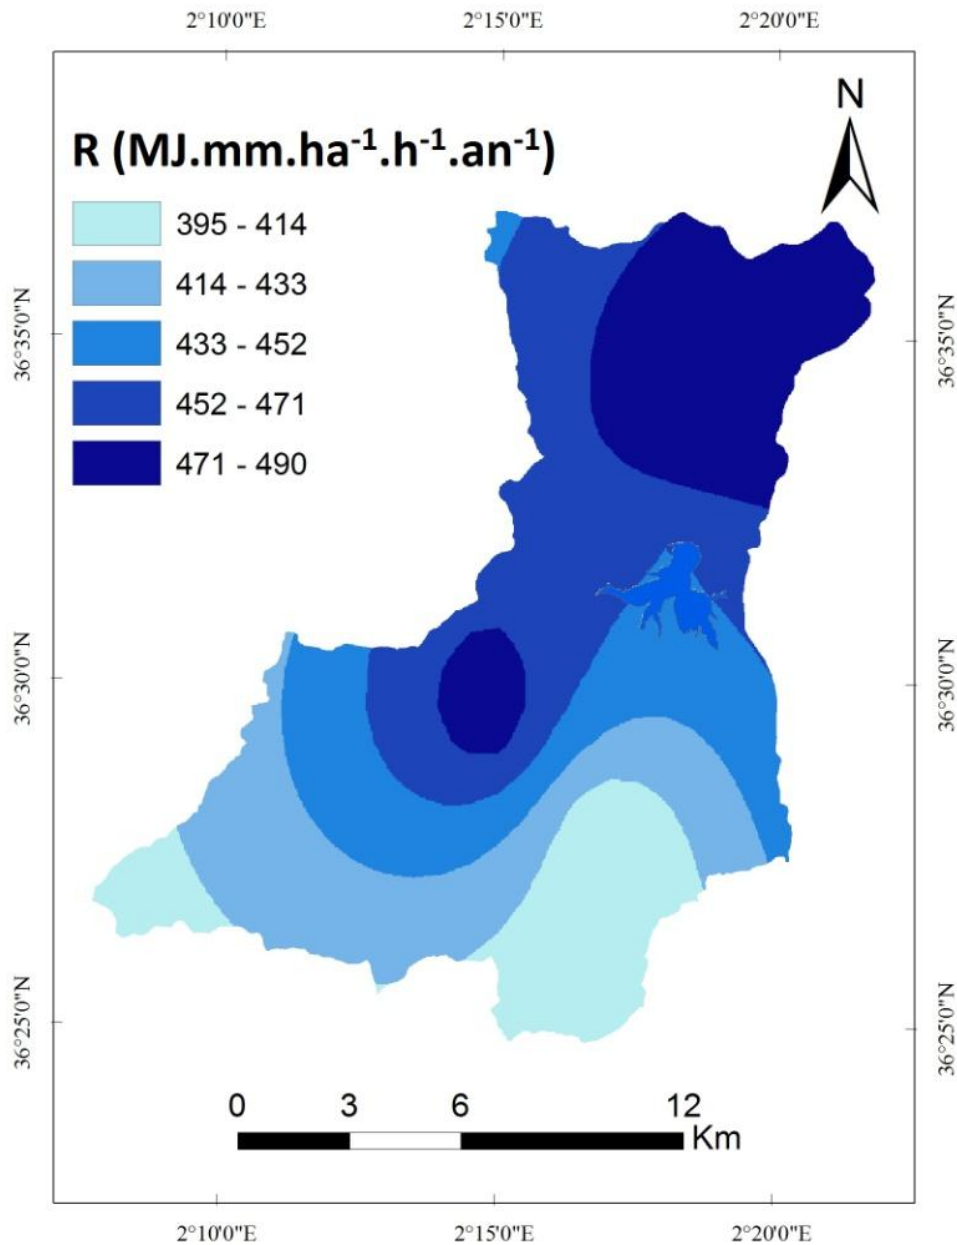 2°10'0"E 2°15'0"E 2°20'0"E
N
R (MJ.mm.ha⁻¹.h⁻¹.an⁻¹)
395 - 414
414 - 433
433 - 452
452 - 471
471 - 490
36°35'0"N 36°35'0"N
36°30'0"N 36°30'0"N
36°25'0"N 36°25'0"N
0 3 6 12
Km
2°10'0"E 2°15'0"E 2°20'0"E